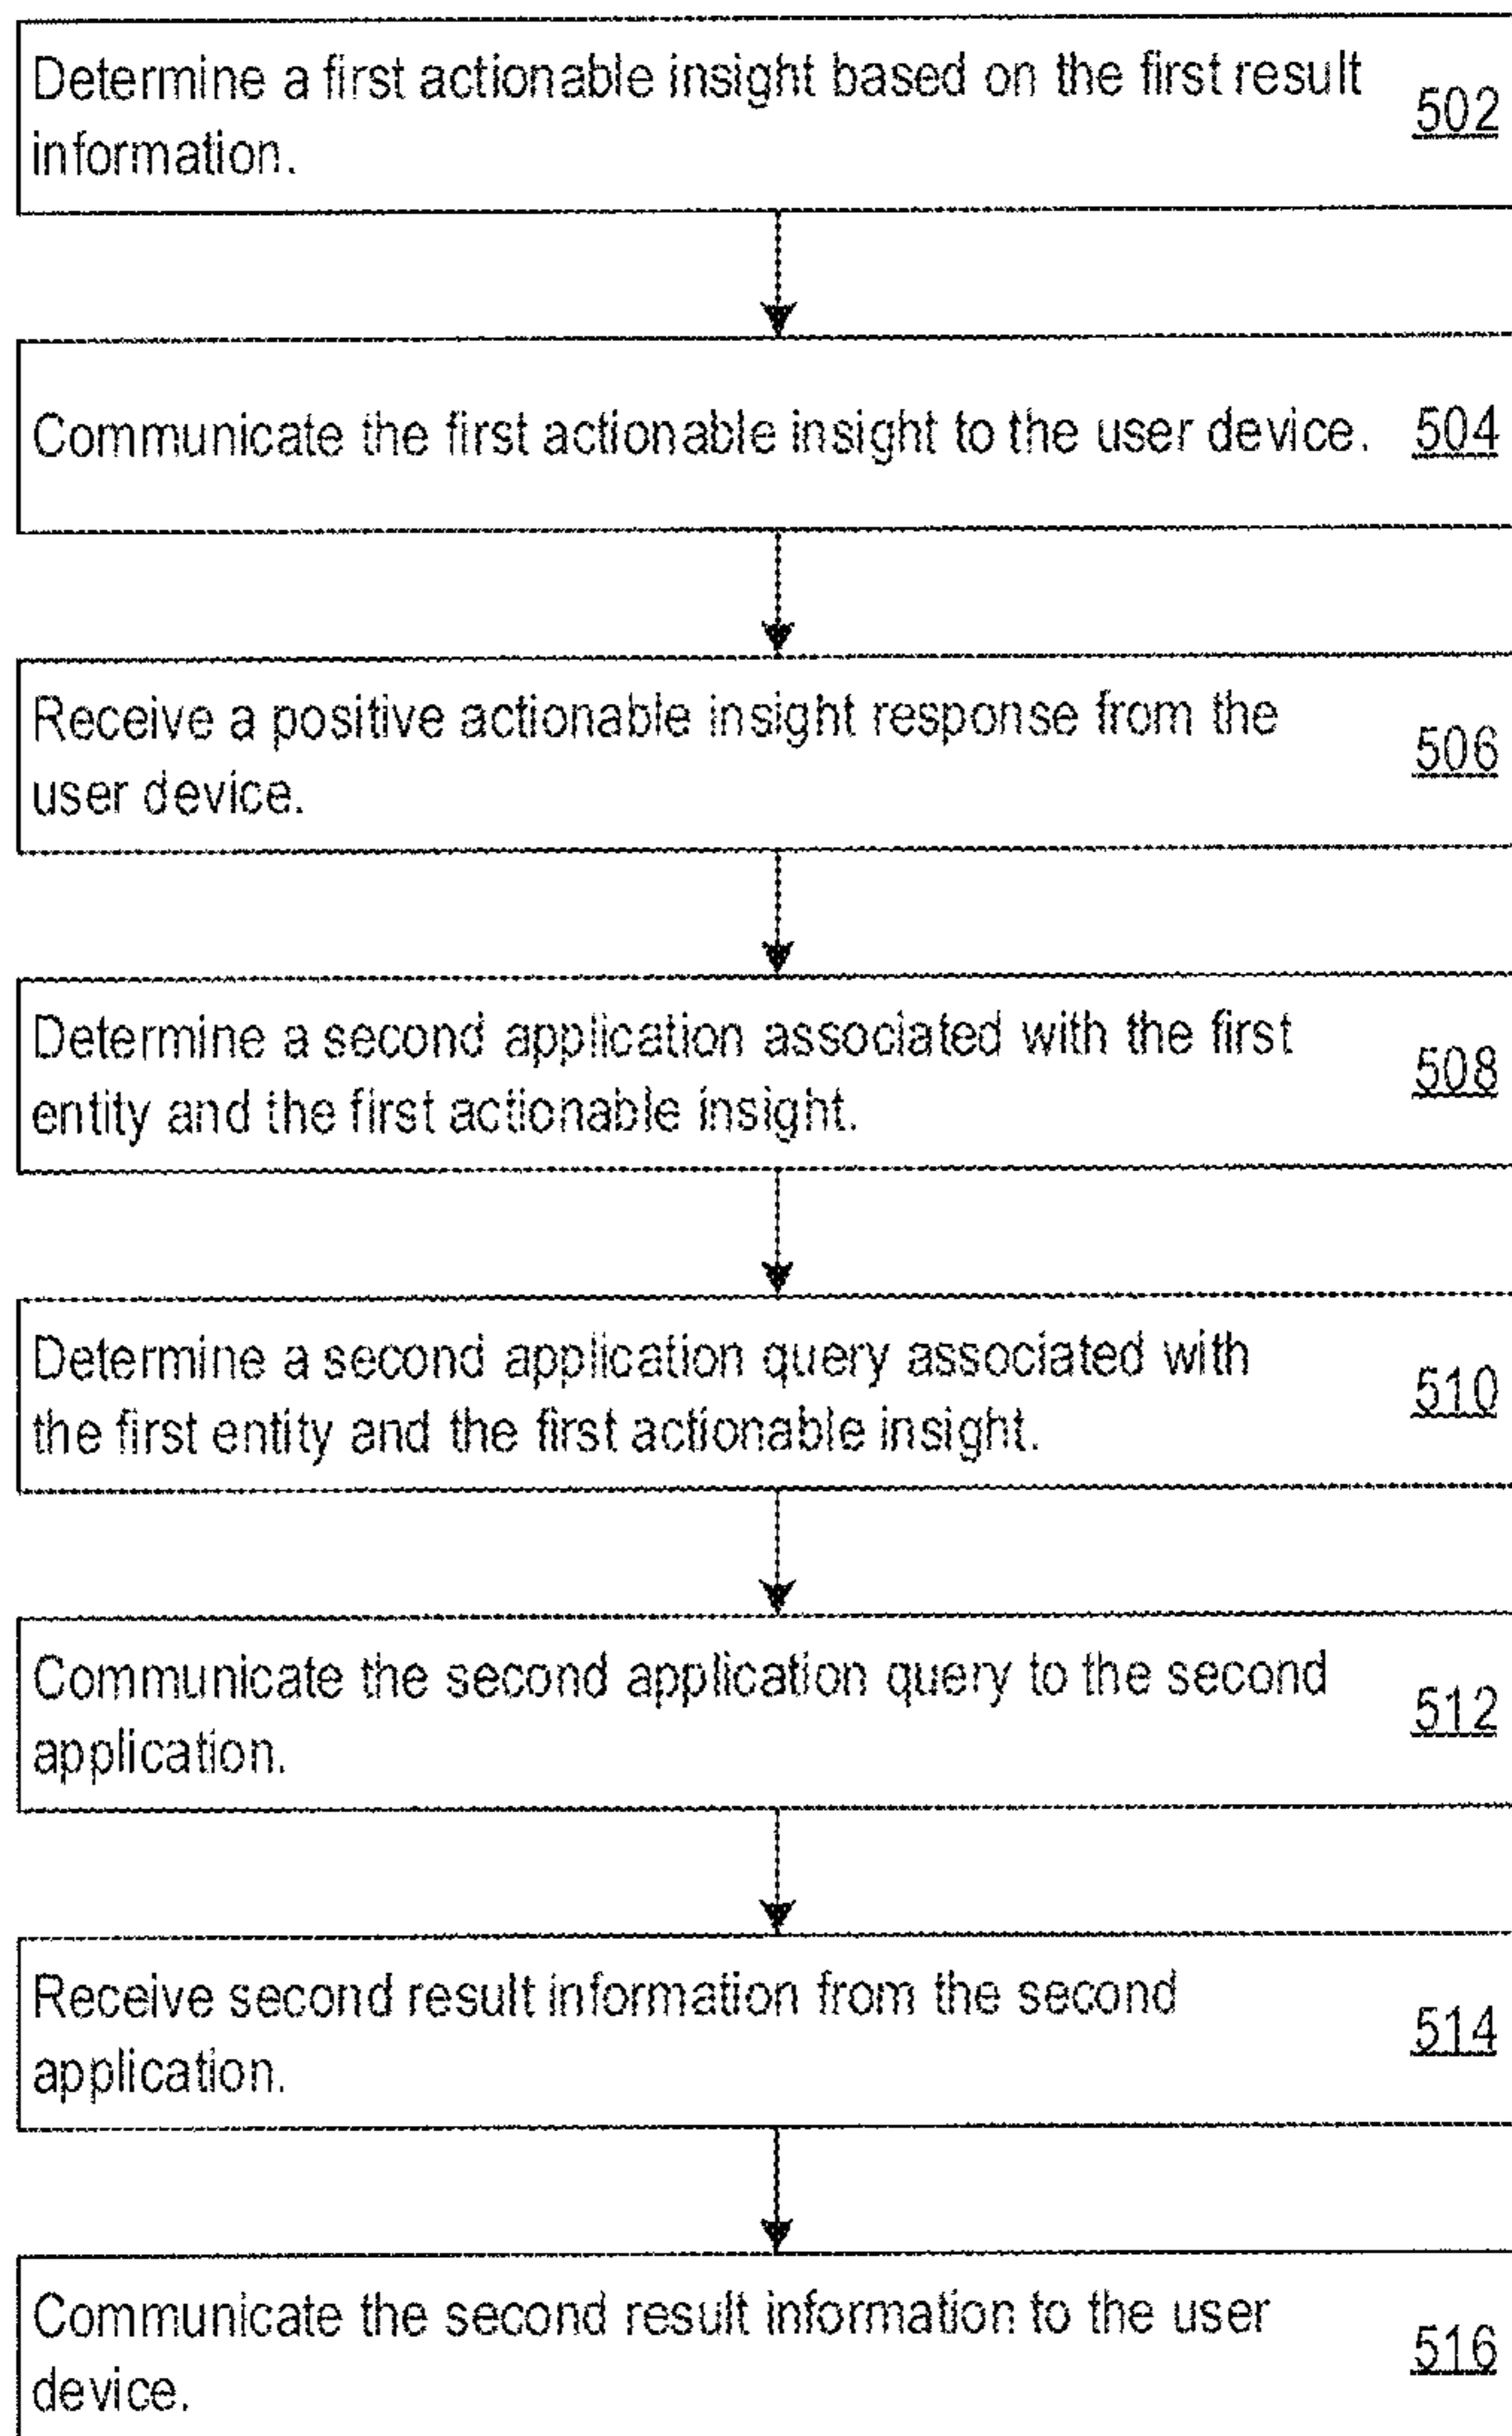 Determine a first actionable insight based on the first result
information.
502
Communicate the first actionable insight to the user device. 504
Receive a positive actionable insight response from the
user device.
506
Determine a second application associated with the first
entity and the first actionable insight.
508
Determine a second application query associated with
the first entity and the first actionable insight.
510
Communicate the second application query to the second
application.
512
Receive second result information from the second
application.
514
Communicate the second result information to the user
device.
516